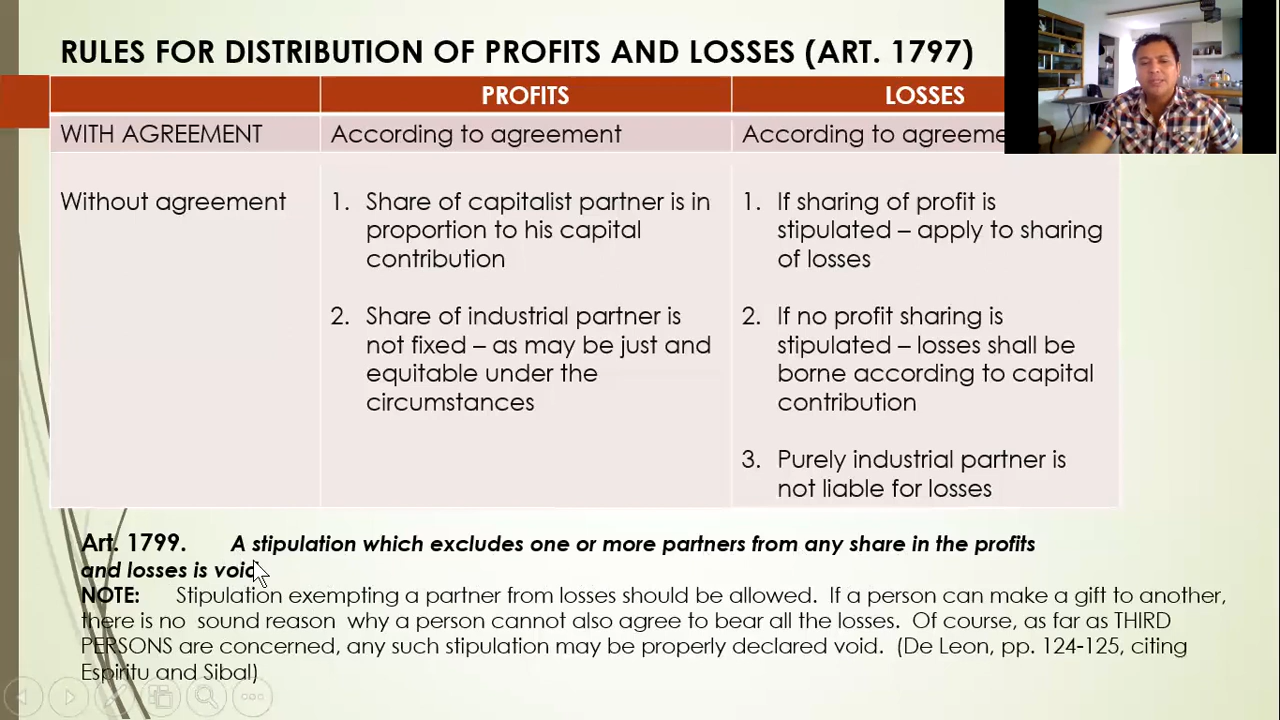 RULES FOR DISTRIBUTION OF PROFITS AND LOSSES (ART. 1797)
PROFITS
LOSSES
WITH AGREEMENT
According to agreement
According to agreeme
Without agreement
1. Share of capitalist partner is in
proportion to his capital
contribution
2. Share of industrial partner is
not fixed – as may be just and
equitable under the
circumstances
1. If sharing of profit is
stipulated – apply to sharing
of losses
2. If no profit sharing is
stipulated – losses shall be
borne according to capital
contribution
3. Purely industrial partner is
not liable for losses
Art. 1799. A stipulation which excludes one or more partners from any share in the profits
and losses is void
NOTE: Stipulation exempting a partner from losses should be allowed. If a person can make a gift to another,
there is no sound reason why a person cannot also agree to bear all the losses. Of course, as far as THIRD
PERSONS are concerned, any such stipulation may be properly declared void. (De Leon, pp. 124-125, citing
Espiritu and Sibal)